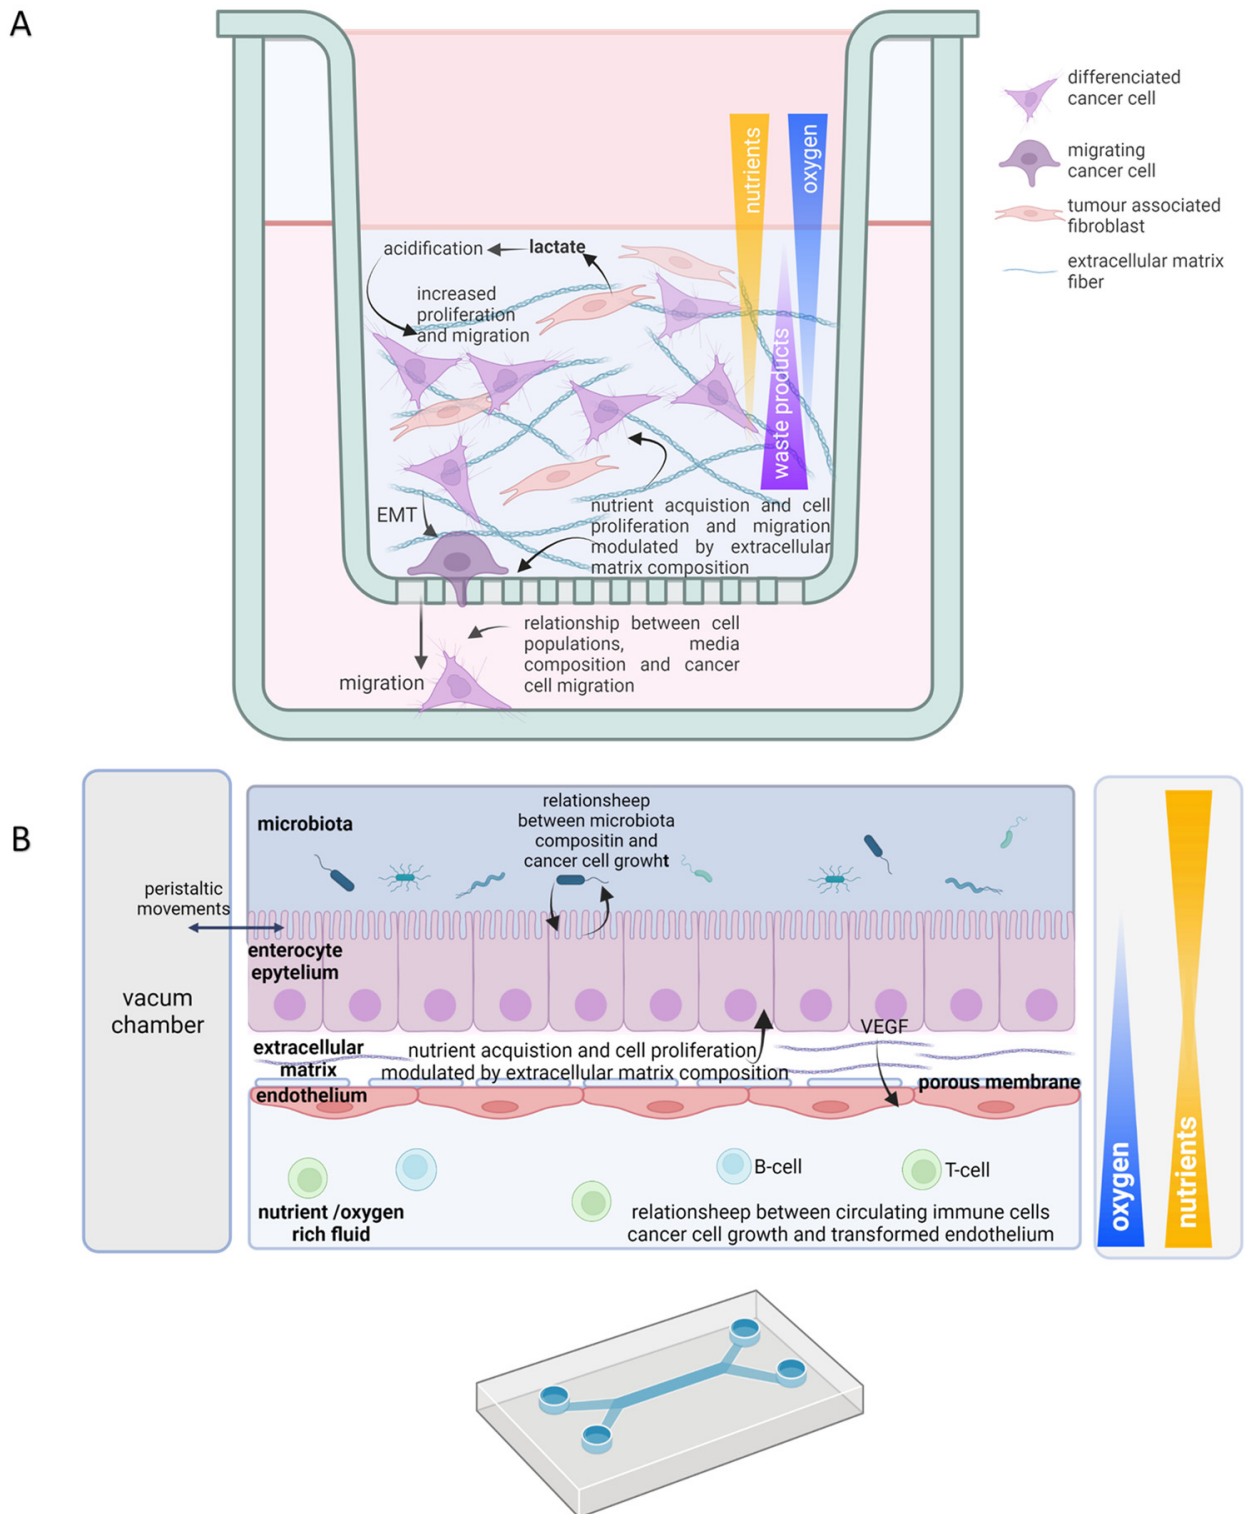 A
differenciated
cancer cell
migrating
cancer cell
tumour associated
fibroblast
extracellular matrix
fiber
nutrients
oxygen
waste products
acidification
lactate
increased
proliferation
and migration
EMT
nutrient acquistion and cell
proliferation and migration
modulated by extracellular
matrix composition
relationship between cell
populations, media
composition and cancer
cell migration
migration
B
vacum
chamber
peristaltic
movements
microbiota
relationsheep
between microbiota
compositin and
cancer cell growht
enterocyte
epytelium
extracellular
matrix
nutrient acquistion and cell proliferation
modulated by extracellular matrix composition
VEGF
porous membrane
endothelium
B-cell
T-cell
nutrient /oxygen
rich fluid
relationsheep between circulating immune cells
cancer cell growth and transformed endothelium
oxygen
nutrients